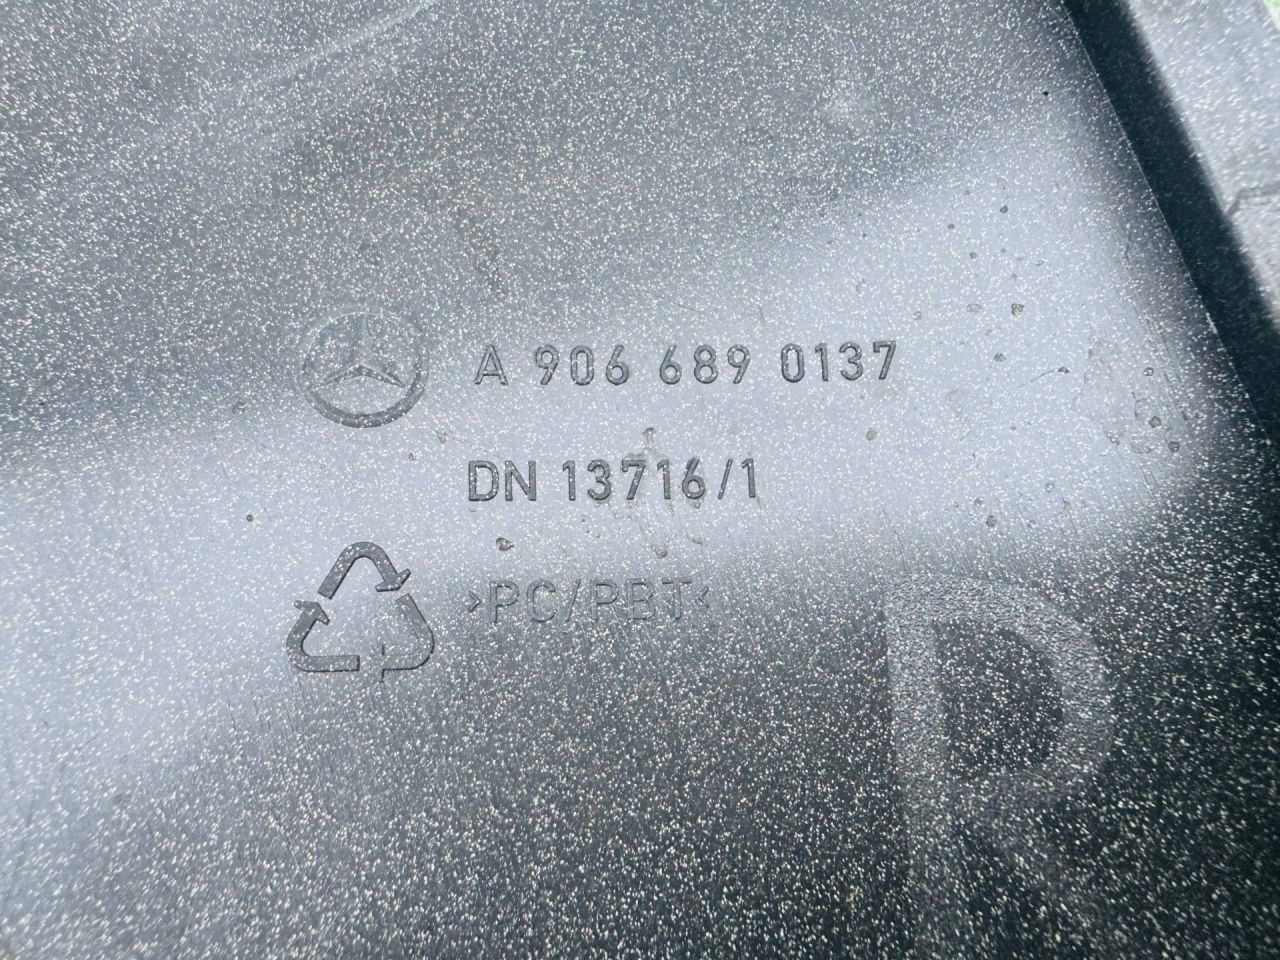 A 906 689 0137
DN 13716/1
>PC/PBT<
R